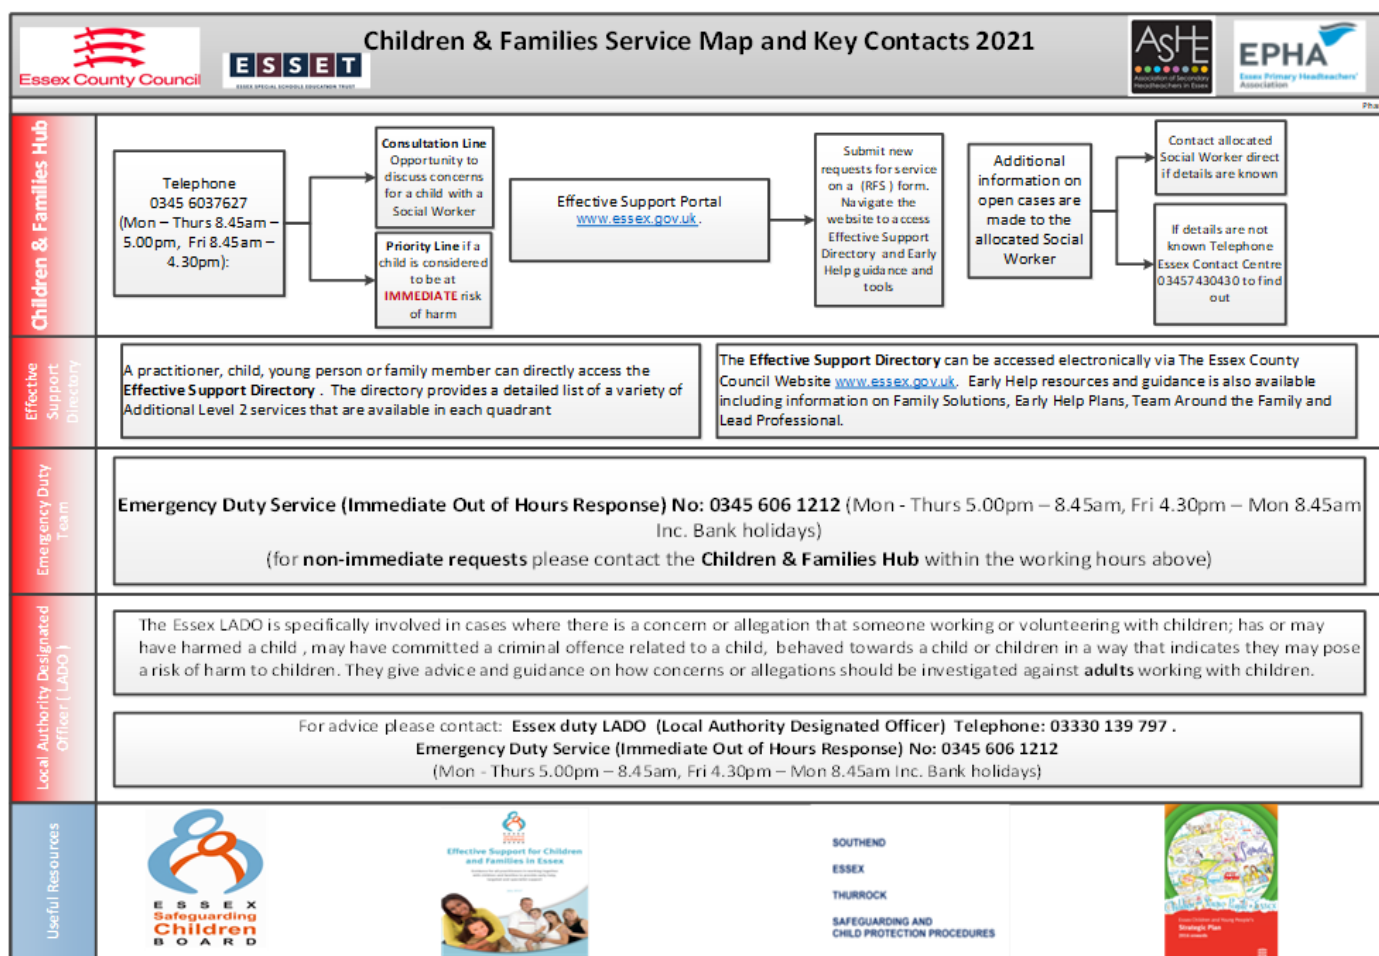 Children & Families Service Map and Key Contacts 2021
Essex County Council
ESSET
ESSEX SPECIAL SCHOOLS EDUCATION TRUST
ASHE
Association of Secondary
Headteachers in Essex
EPHA
Essex Primary Headteachers'
Association
Pha
Children & Families Hub
Telephone
0345 6037627
(Mon – Thurs 8.45am –
5.00pm, Fri 8.45am –
4.30pm):
Consultation Line
Opportunity to
discuss concerns
for a child with a
Social Worker
Priority Line if a
child is considered
to be at
IMMEDIATE risk
of harm
Effective Support Portal
www.essex.gov.uk.
Submit new
requests for service
on a (RFS ) form.
Navigate the
website to access
Effective Support
Directory and Early
Help guidance and
tools
Additional
information on
open cases are
made to the
allocated Social
Worker
Contact allocated
Social Worker direct
if details are known
If details are not
known Telephone
Essex Contact Centre
03457430430 to find
out
Effective
Support
Directory
A practitioner, child, young person or family member can directly access the
Effective Support Directory . The directory provides a detailed list of a variety of
Additional Level 2 services that are available in each quadrant
The Effective Support Directory can be accessed electronically via The Essex County
Council Website www.essex.gov.uk. Early Help resources and guidance is also available
including information on Family Solutions, Early Help Plans, Team Around the Family and
Lead Professional.
Emergency Duty
Team
Emergency Duty Service (Immediate Out of Hours Response) No: 0345 606 1212 (Mon - Thurs 5.00pm – 8.45am, Fri 4.30pm – Mon 8.45am
Inc. Bank holidays)
(for non-immediate requests please contact the Children & Families Hub within the working hours above)
Local Authority Designated
Officer ( LADO )
The Essex LADO is specifically involved in cases where there is a concern or allegation that someone working or volunteering with children; has or may
have harmed a child , may have committed a criminal offence related to a child, behaved towards a child or children in a way that indicates they may pose
a risk of harm to children. They give advice and guidance on how concerns or allegations should be investigated against adults working with children.
For advice please contact: Essex duty LADO (Local Authority Designated Officer) Telephone: 03330 139 797 .
Emergency Duty Service (Immediate Out of Hours Response) No: 0345 606 1212
(Mon - Thurs 5.00pm – 8.45am, Fri 4.30pm – Mon 8.45am Inc. Bank holidays)
Useful Resources
ESSEX
Safeguarding
Children
BOARD
Effective Support for Children
and Families in Essex
SOUTHEND
ESSEX
THURROCK
SAFEGUARDING AND
CHILD PROTECTION PROCEDURES
Essex Children and Young People's
Strategic Plan